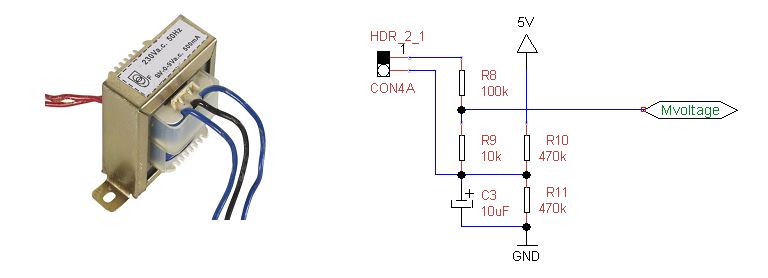 230Va.c. 50Hz
9V-0-9Va.c. 500mA
F
HDR_2_1
1
CON4A
5V
R8
100k
Mvoltage
R9
10k
R10
470k
C3
10uF
R11
470k
GND